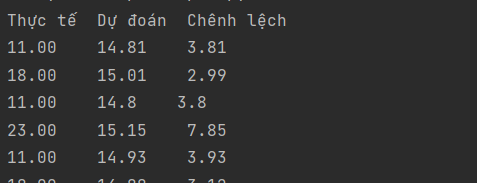 Thực tế  Dự đoán  Chênh lệch
11.00    14.81    3.81
18.00    15.01    2.99
11.00    14.8    3.8
23.00    15.15    7.85
11.00    14.93    3.93